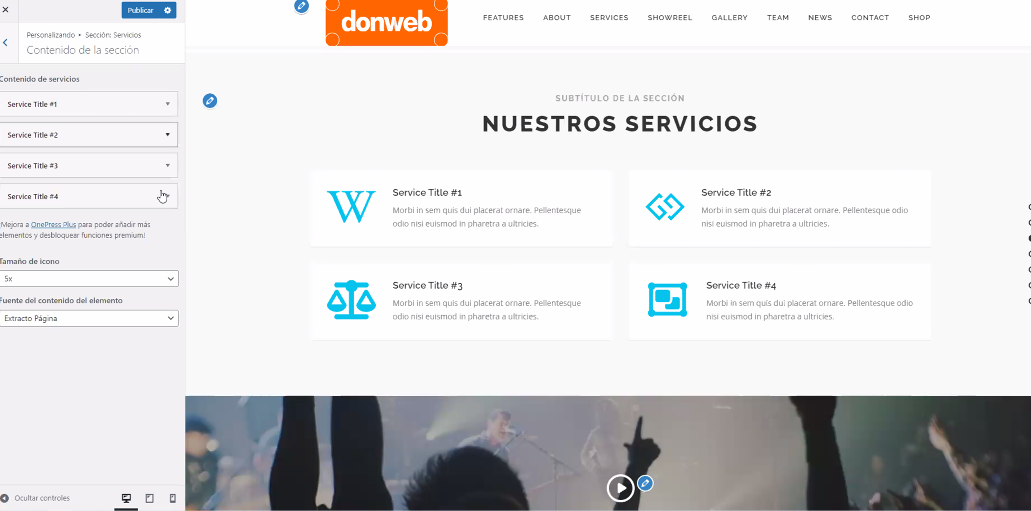 Publicar
Personalizando • Sección: Servicios
Contenido de la sección
Contenido de servicios
Service Title #1
Service Title #2
Service Title #3
Service Title #4
¡Mejora a OnePress Plus para poder añadir más
elementos y desbloquear funciones premium!
Tamaño de icono
5x
Fuente del contenido del elemento
Extracto Página
Ocultar controles
donweb
FEATURES ABOUT SERVICES SHOWREEL GALLERY TEAM NEWS CONTACT SHOP
SUBTÍTULO DE LA SECCIÓN
NUESTROS SERVICIOS
Service Title #1
Morbi in sem quis dui placerat ornare. Pellentesque
odio nisi euismod in pharetra a ultricies.
Service Title #2
Morbi in sem quis dui placerat ornare. Pellentesque odio
nisi euismod in pharetra a ultricies.
Service Title #3
Morbi in sem quis dui placerat ornare. Pellentesque
odio nisi euismod in pharetra a ultricies.
Service Title #4
Morbi in sem quis dui placerat ornare. Pellentesque odio
nisi euismod in pharetra a ultricies.